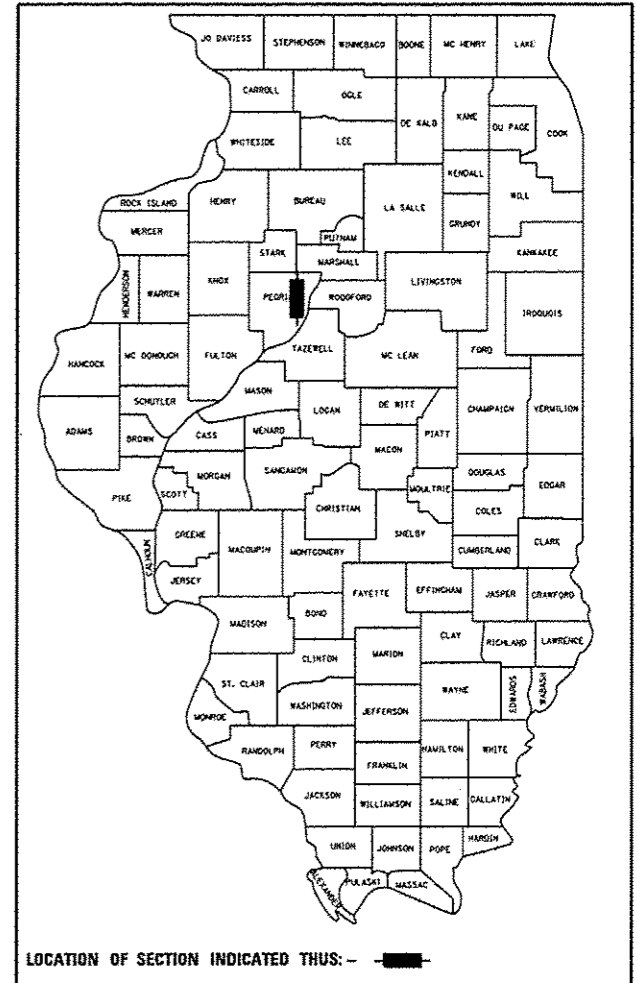 JO DAVIESS STEPHENSON WINNEBAGO BOONE MC HENRY LAKE
CARROLL OGLE DE KALB KANE DU PAGE COOK
WHITESIDE LEE KENDALL WILL
ROCK ISLAND HENRY BUREAU LA SALLE GRUNDY
MERCER PUTNAM KANKAKEE
HENDERSON WARREN KNOX STARK MARSHALL LIVINGSTON IROQUOIS
PEORI WOODFORD
HANCOCK MC DONOUGH FULTON TAZEWELL MC LEAN FORD
SCHUYLER MASON LOGAN DE WITT CHAMPAIGN VERMILION
ADAMS BROWN CASS MENARD MACON PIATT
PIKE SCOTT MORGAN SANGAMON CHRISTIAN MOULTRIE DOUGLAS EDGAR
COLES
CALHOUN GREENE MACOUPIN MONTGOMERY SHELBY CUMBERLAND CLARK
JERSEY FAYETTE EFFINGHAM JASPER CRAWFORD
MADISON BOND
CLINTON MARION CLAY RICHLAND LAWRENCE
ST. CLAIR WASHINGTON JEFFERSON WAYNE EDWARDS WABASH
MONROE
RANDOLPH PERRY FRANKLIN HAMILTON WHITE
JACKSON WILLIAMSON SALINE GALLATIN
UNION JOHNSON POPE HARDIN
ALEXANDER PULASKI MASSAC
LOCATION OF SECTION INDICATED THUS: -